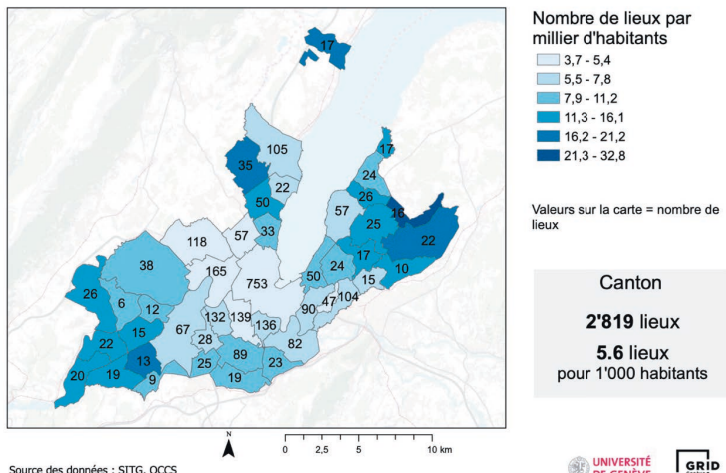 Nombre de lieux par
millier d'habitants
3,7 - 5,4
5,5 - 7,8
7,9 - 11,2
11,3 - 16,1
16,2 - 21,2
21,3 - 32,8
Valeurs sur la carte = nombre de
lieux
Canton
2'819 lieux
5.6 lieux
pour 1'000 habitants
17
105
35
22
50
33
57
118
165
753
38
26
6
12
15
22
13
20
19
9
67
132
139
136
28
25
89
19
23
82
90
47
104
15
50
24
17
10
57
25
26
24
17
16
22
N
0 2,5 5 10 km
Source des données : SITG, OCCS
UNIVERSITÉ
DE GENÈVE
GRID